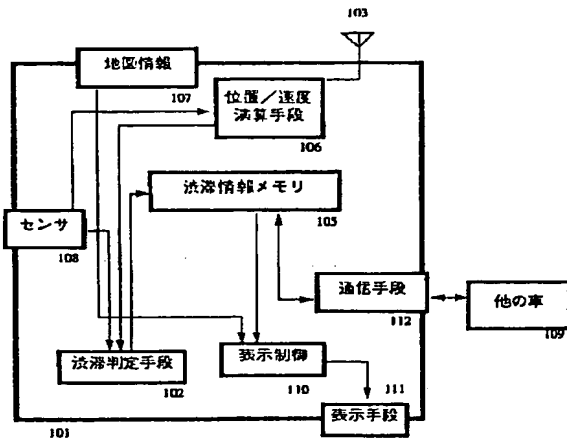 103
地図情報
107
位置／速度
演算手段
106
渋滞情報メモリ
105
センサ
108
通信手段
112
他の車
109
渋滞判定手段
102
表示制御
110
111
表示手段
101